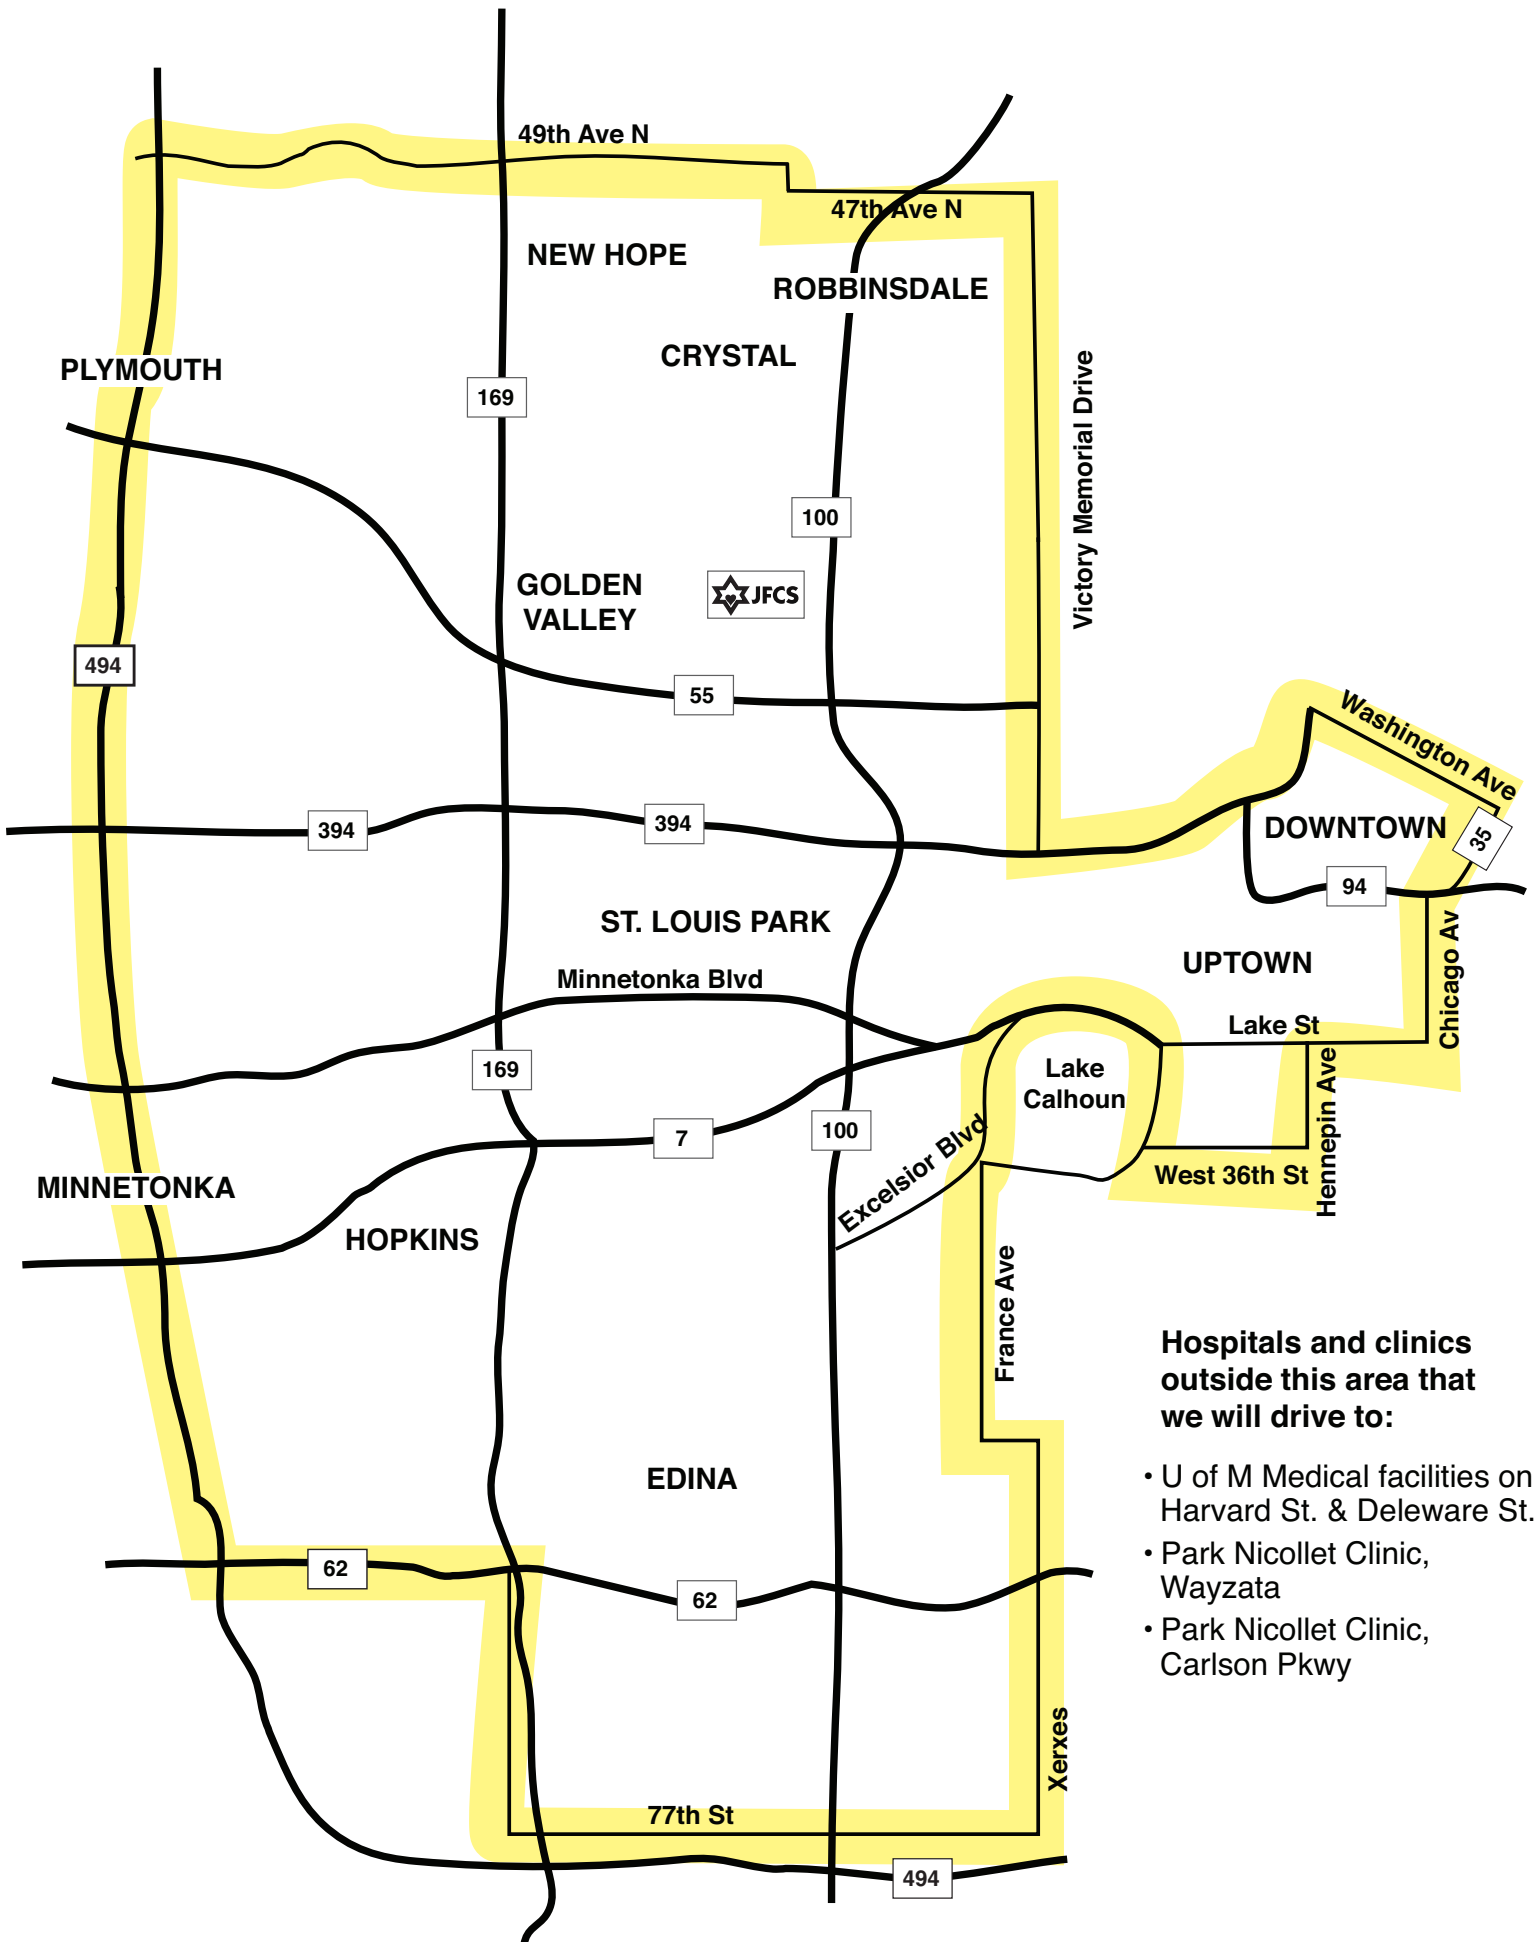 49th Ave N
47th Ave N
NEW HOPE
ROBBINSDALE
CRYSTAL
PLYMOUTH
169
Victory Memorial Drive
100
GOLDEN
VALLEY
JFCS
494
55
Washington Ave
394
394
DOWNTOWN
35
94
ST. LOUIS PARK
Chicago Av
UPTOWN
Minnetonka Blvd
Lake St
169
Lake
Calhoun
Hennepin Ave
7
100
Excelsior Blvd
West 36th St
MINNETONKA
HOPKINS
France Ave
Hospitals and clinics
outside this area that
we will drive to:
EDINA
• U of M Medical facilities on
Harvard St. & Deleware St.
• Park Nicollet Clinic,
Wayzata
62
62
• Park Nicollet Clinic,
Carlson Pkwy
Xerxes
77th St
494